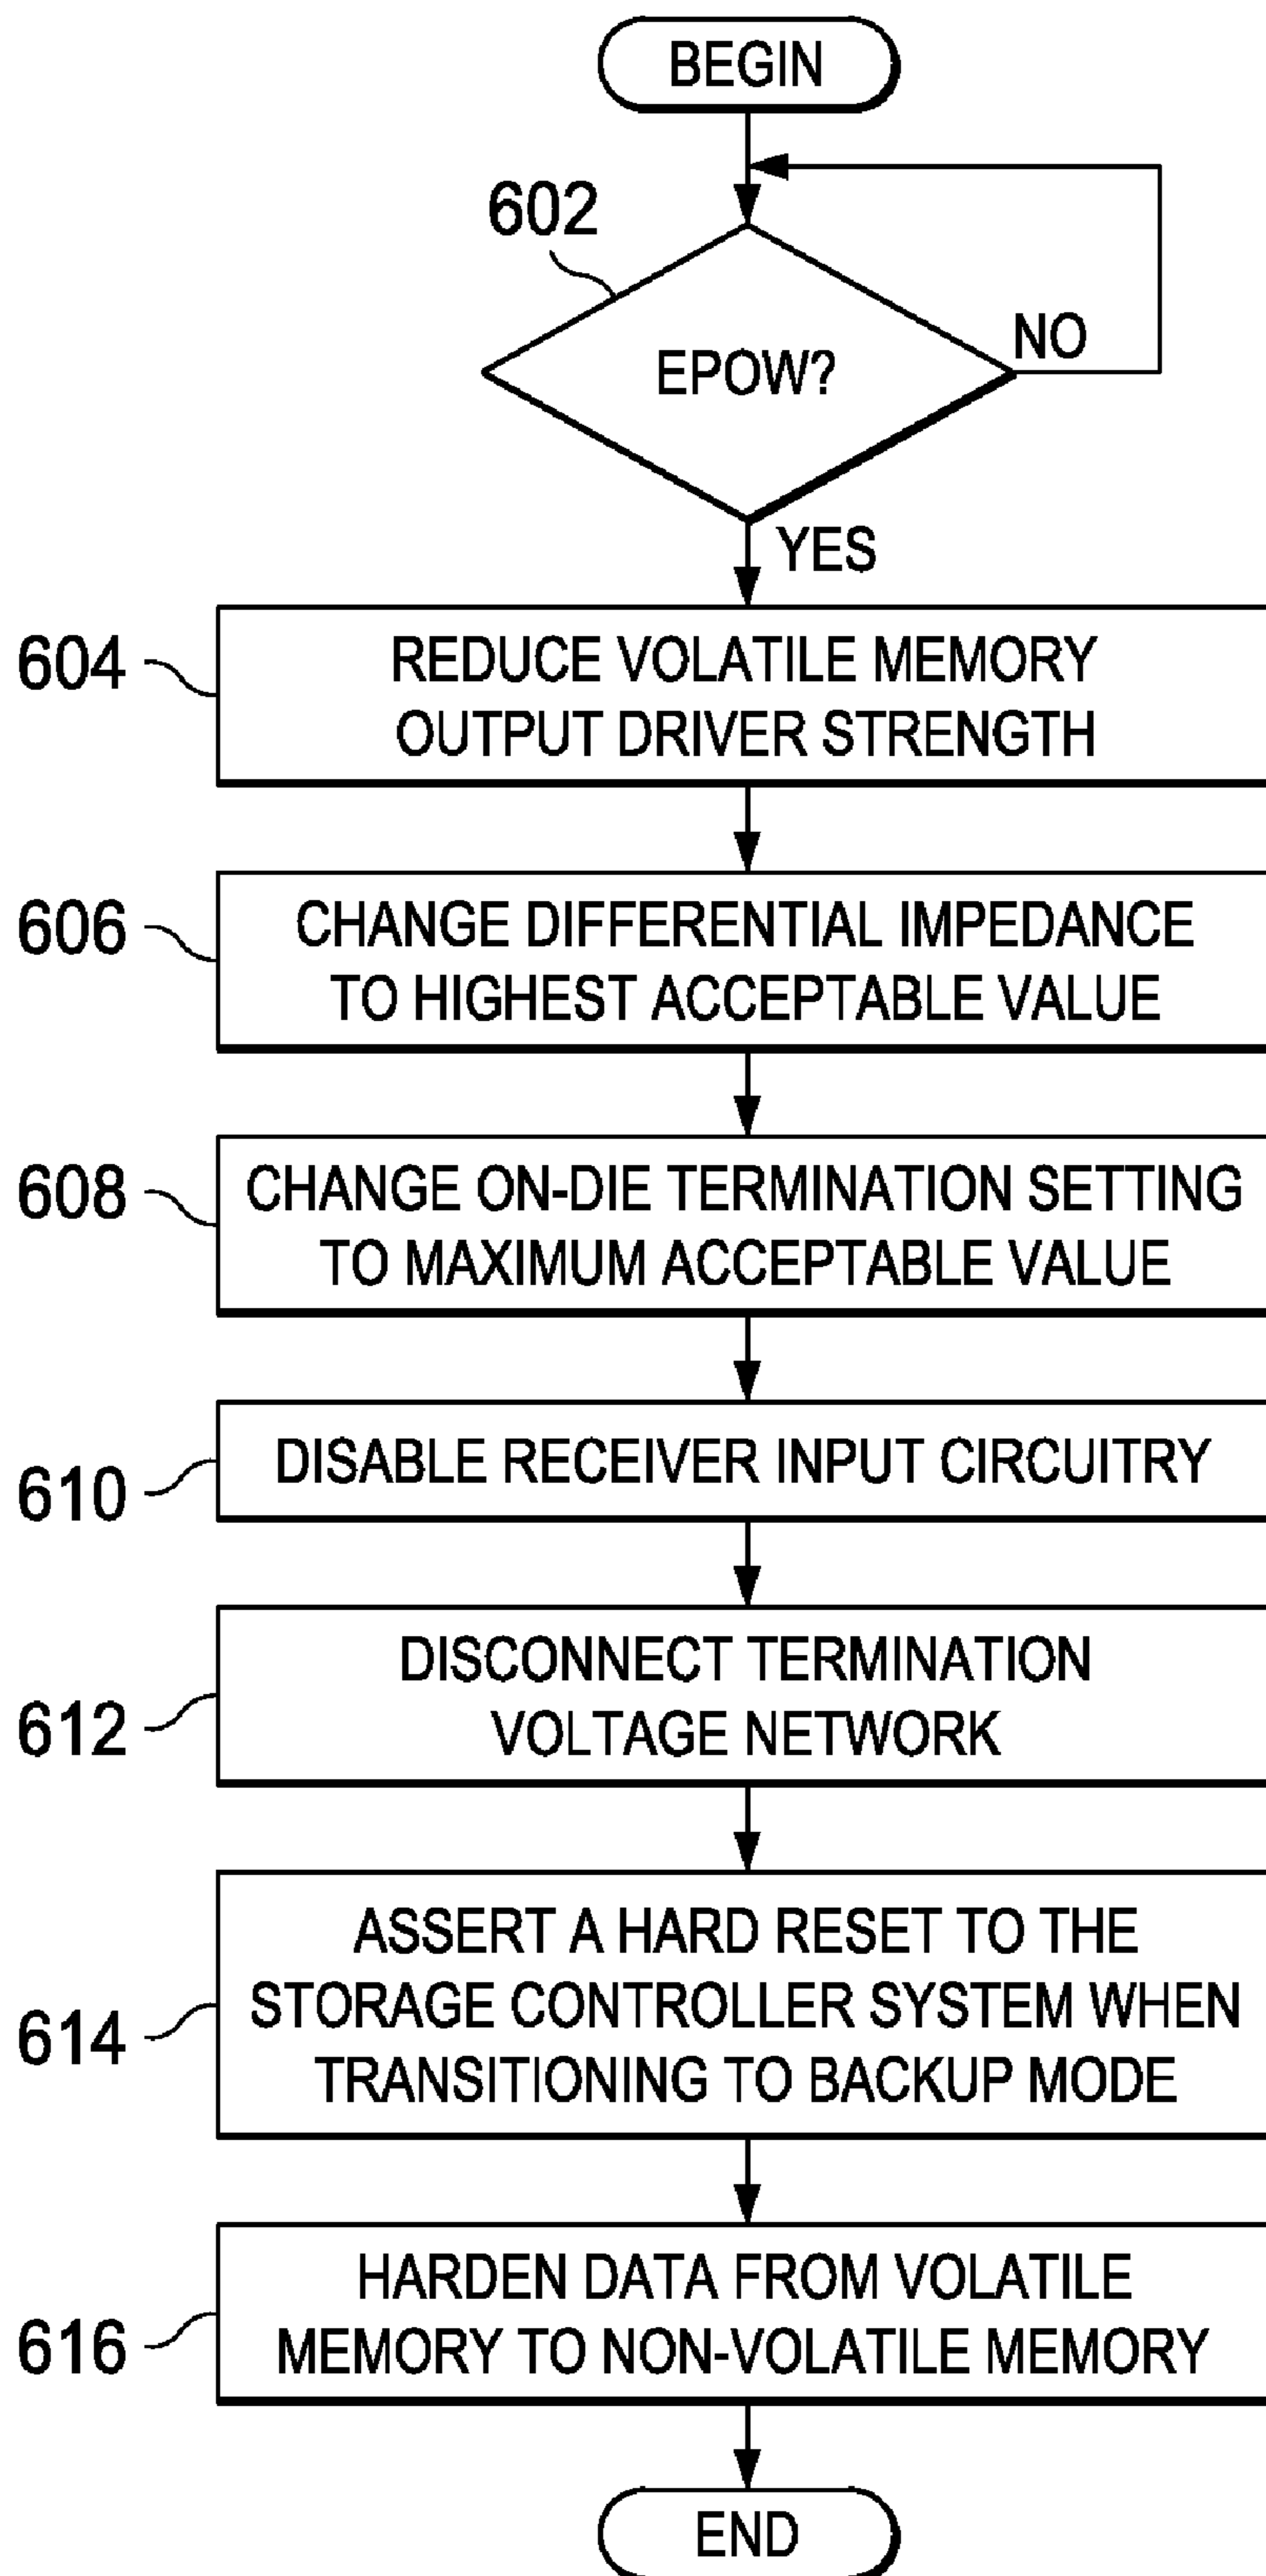 BEGIN
602
EPOW?
NO
YES
604
REDUCE VOLATILE MEMORY
OUTPUT DRIVER STRENGTH
606
CHANGE DIFFERENTIAL IMPEDANCE
TO HIGHEST ACCEPTABLE VALUE
608
CHANGE ON-DIE TERMINATION SETTING
TO MAXIMUM ACCEPTABLE VALUE
610
DISABLE RECEIVER INPUT CIRCUITRY
612
DISCONNECT TERMINATION
VOLTAGE NETWORK
614
ASSERT A HARD RESET TO THE
STORAGE CONTROLLER SYSTEM WHEN
TRANSITIONING TO BACKUP MODE
616
HARDEN DATA FROM VOLATILE
MEMORY TO NON-VOLATILE MEMORY
END